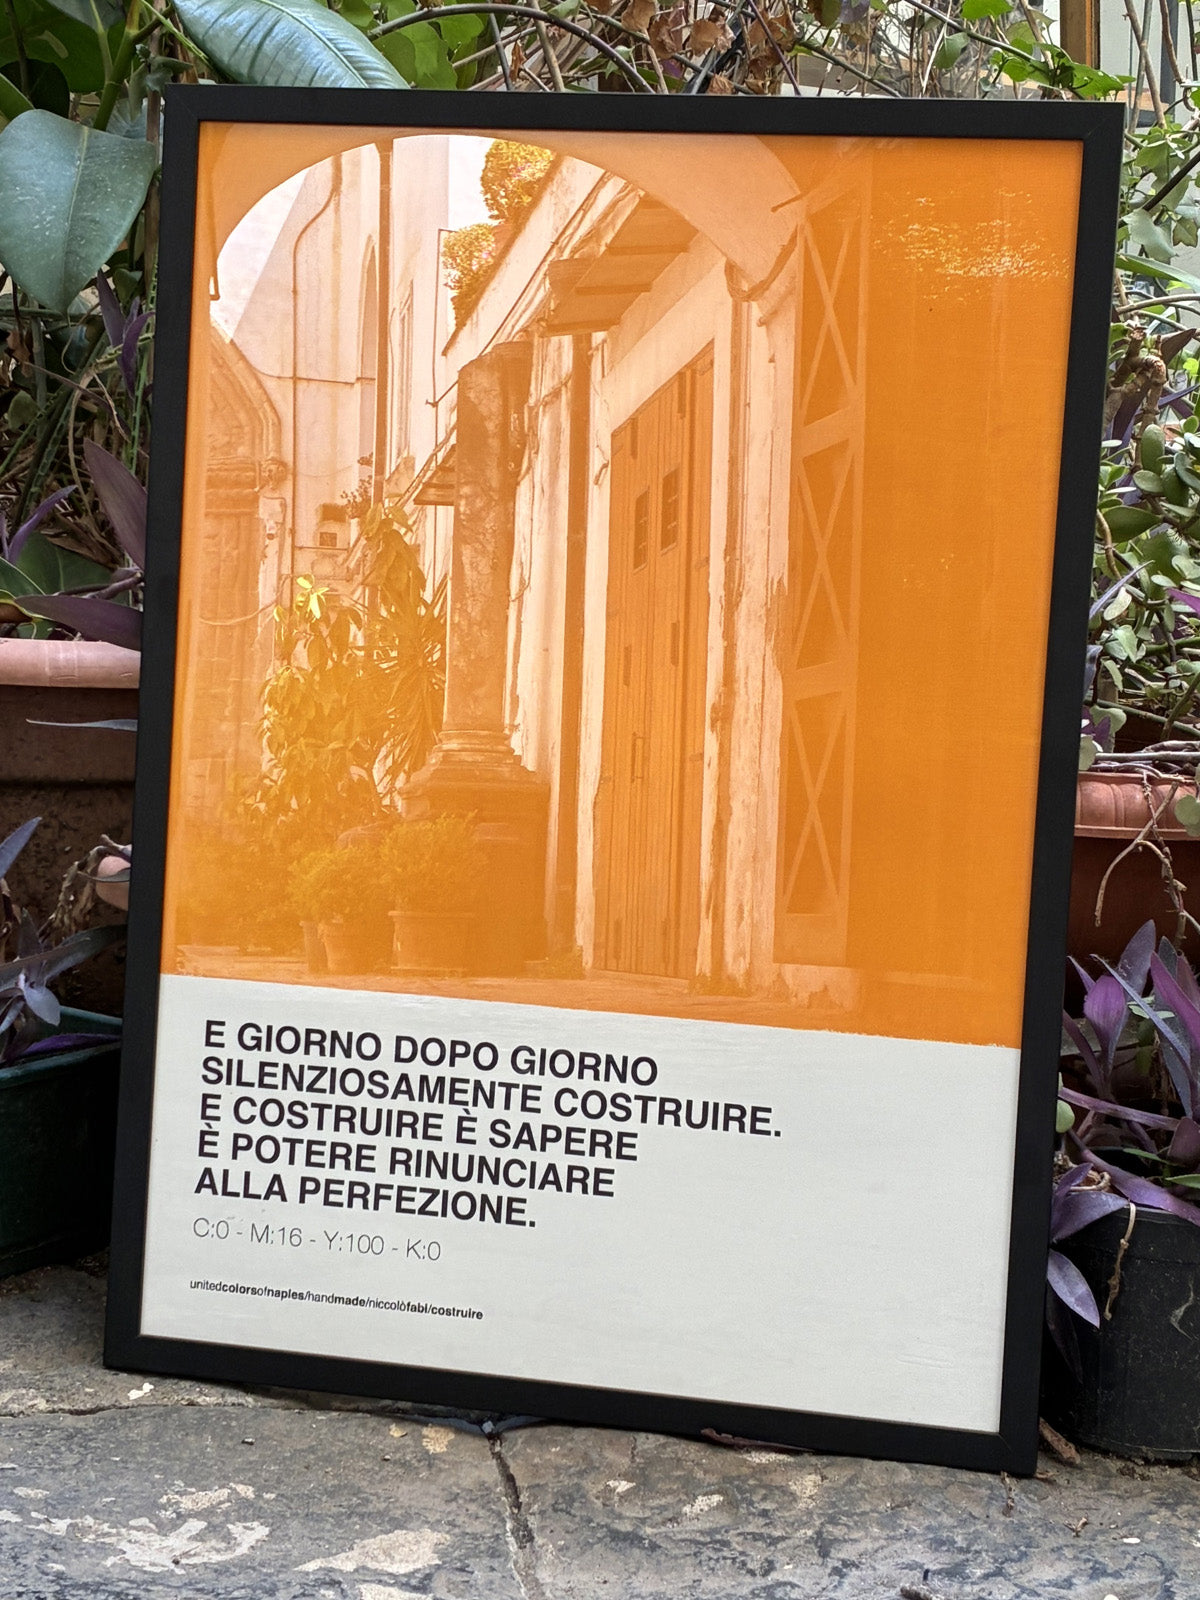 E GIORNO DOPO GIORNO
SILENZIOSAMENTE COSTRUIRE.
E COSTRUIRE È SAPERE
È POTERE RINUNCIARE
ALLA PERFEZIONE.
C:0 - M:16 - Y:100 - K:0
unitedcolorsofnaples/handmade/niccolòfabi/costruire